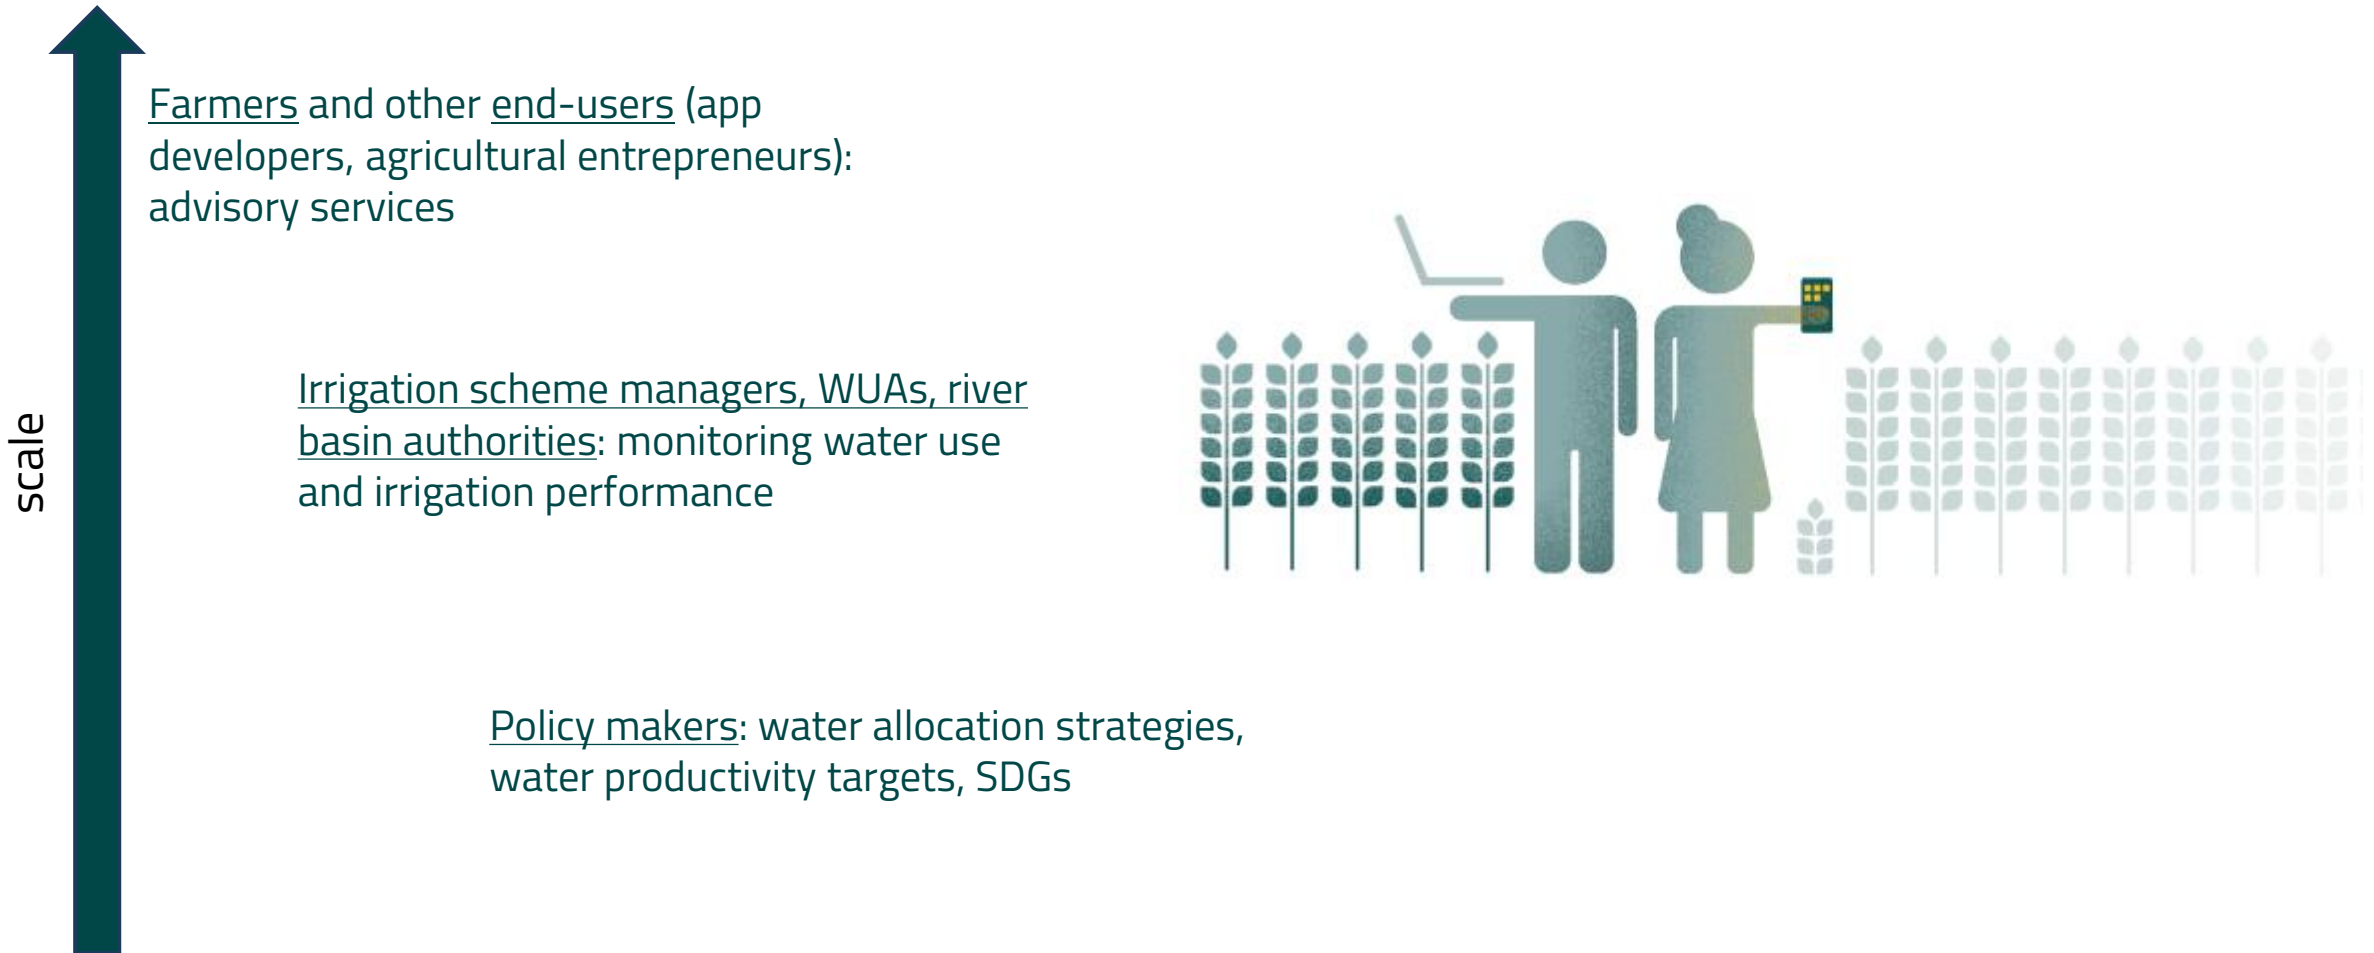 Farmers and other end-users (app
developers, agricultural entrepreneurs):
advisory services
scale
Irrigation scheme managers, WUAs, river
basin authorities: monitoring water use
and irrigation performance
Policy makers: water allocation strategies,
water productivity targets, SDGs